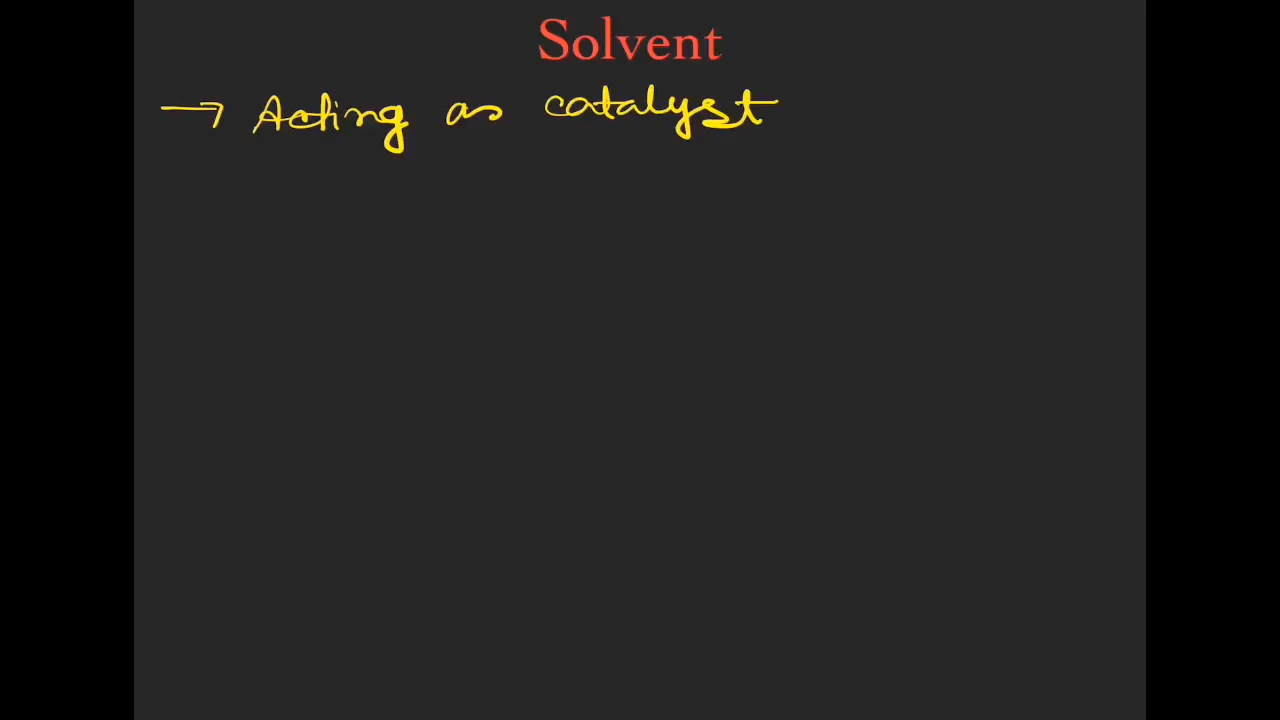 Solvent
→ Acting as catalyst